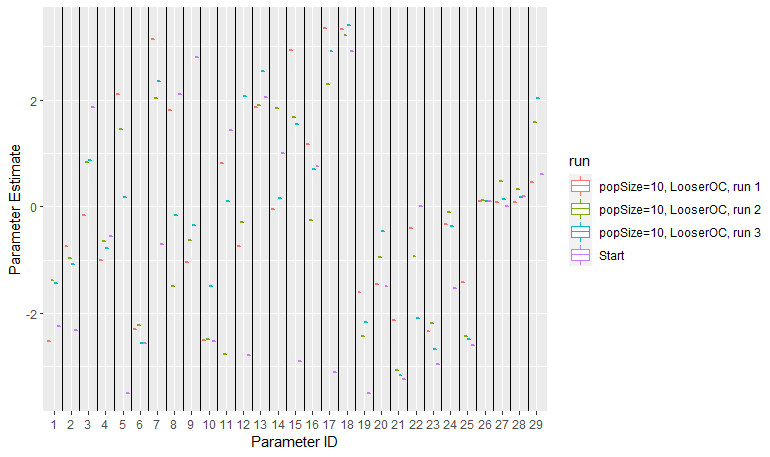 2
0
-2
Parameter Estimate
1 2 3 4 5 6 7 8 9 10 11 12 13 14 15 16 17 18 19 20 21 22 23 24 25 26 27 28 29
Parameter ID
run
popSize=10, LooserOC, run 1
popSize=10, LooserOC, run 2
popSize=10, LooserOC, run 3
Start